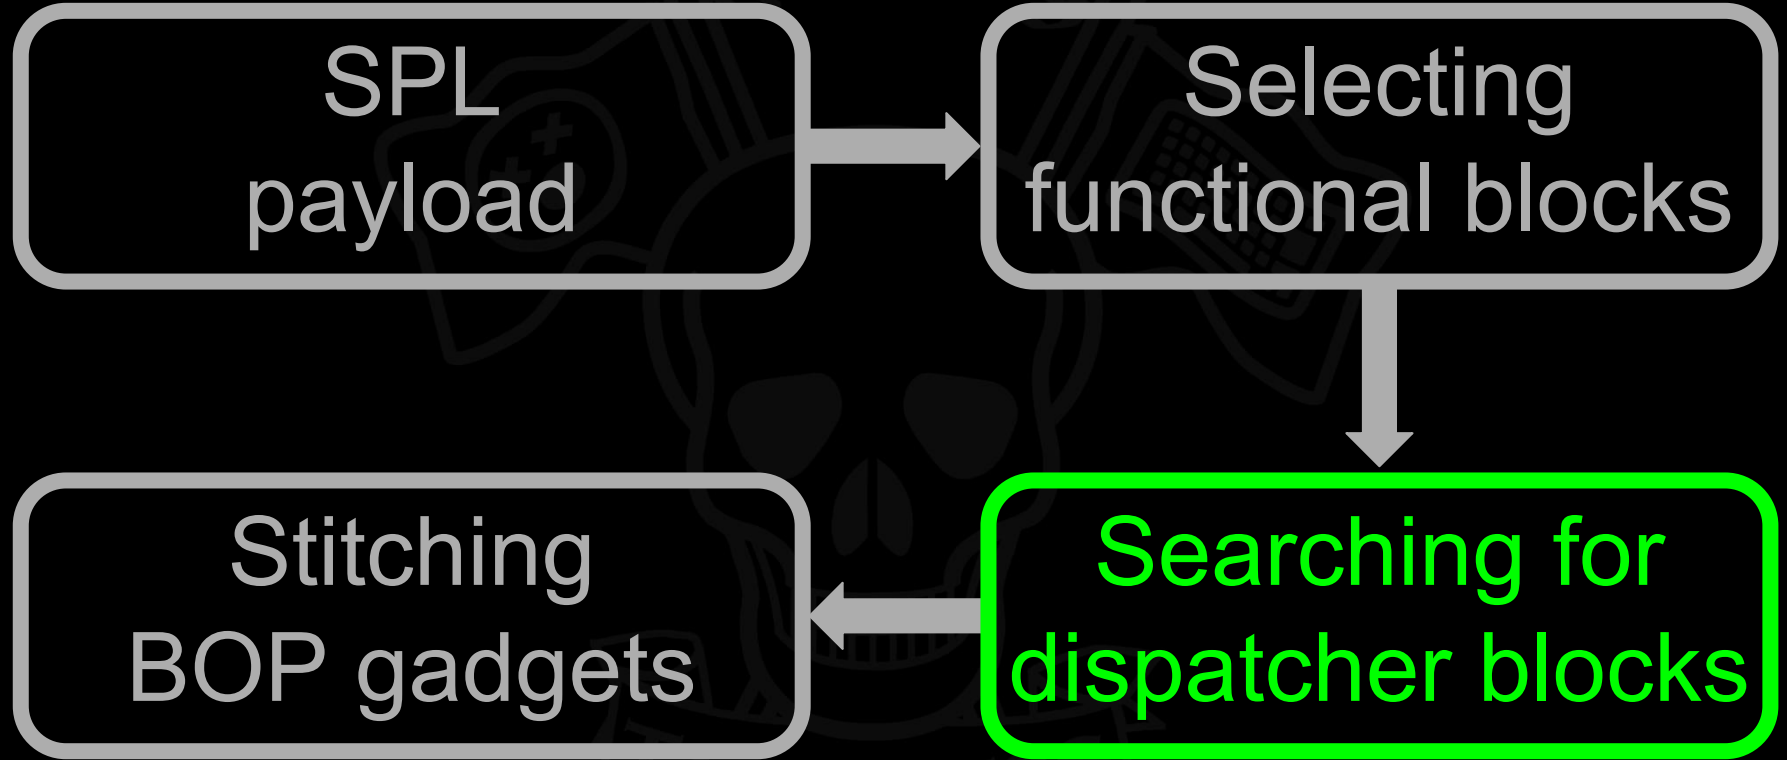 SPL
payload
Selecting
functional blocks
Searching for
dispatcher blocks
Stitching
BOP gadgets